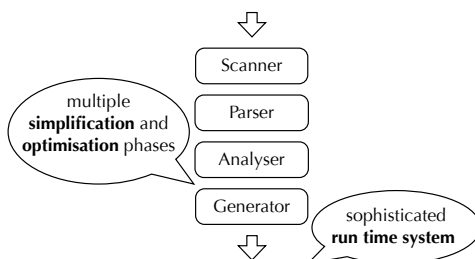 Scanner
multiple
simplification and
optimisation phases
Parser
Analyser
Generator
sophisticated
run time system